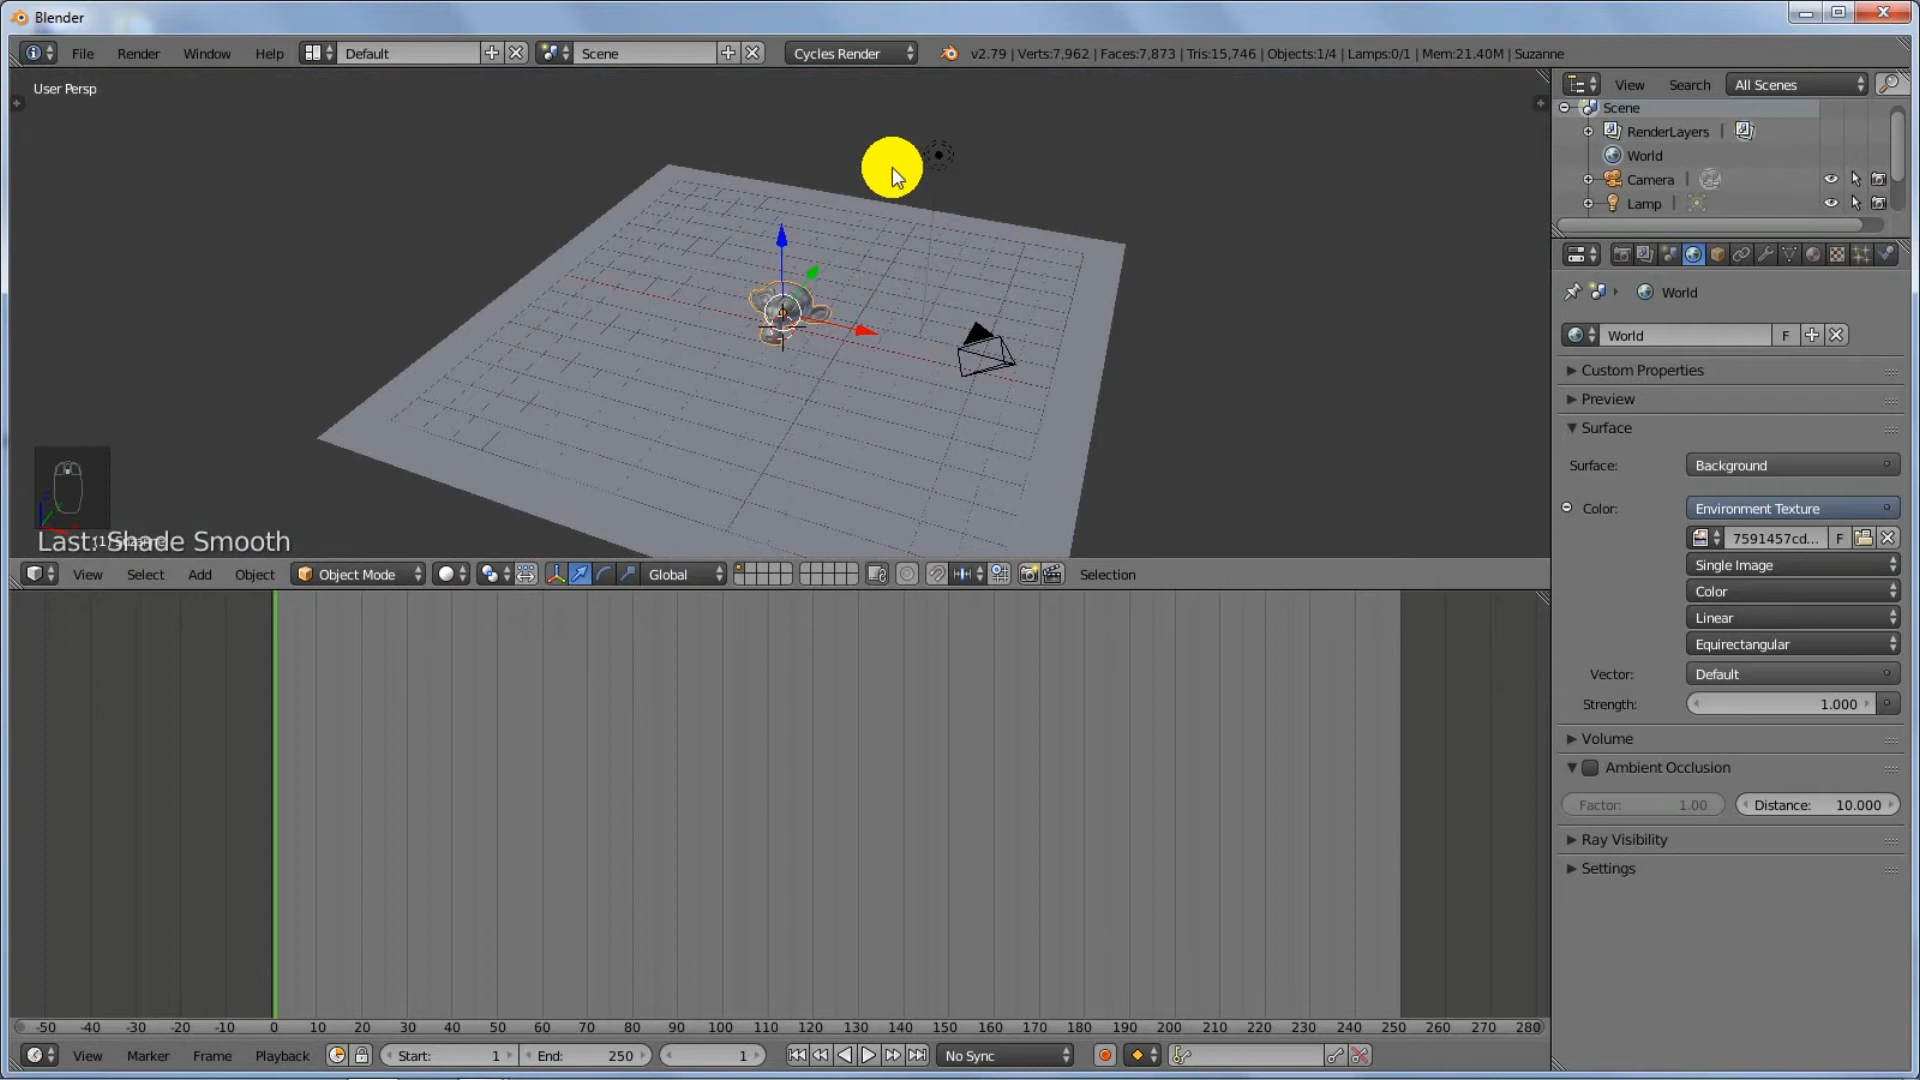 Blender
File Render Window Help Default Scene Cycles Render v2.79 | Verts:7,962 | Faces:7,873 | Tris:15,746 | Objects:1/4 | Lamps:0/1 | Mem:21.40M | Suzanne
User Persp
View Search All Scenes
Scene
RenderLayers
World
Camera
Lamp
World
World F
Custom Properties
Preview
Surface
Surface: Background
Color: Environment Texture
7591457cd... F
Single Image
Color
Linear
Equirectangular
Vector: Default
Strength: 1.000
Volume
Ambient Occlusion
Factor: 1.00 Distance: 10.000
Ray Visibility
Settings
Last: Shade Smooth
View Select Add Object Object Mode Global Selection
-50 -40 -30 -20 -10 0 10 20 30 40 50 60 70 80 90 100 110 120 130 140 150 160 170 180 190 200 210 220 230 240 250 260 270 280
View Marker Frame Playback Start: 1 End: 250 1 No Sync